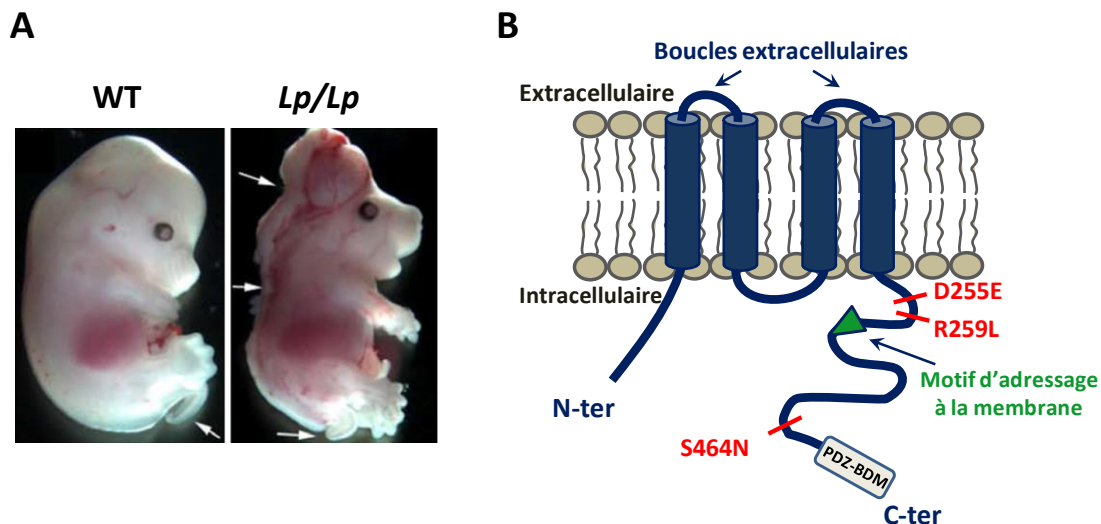 A
WT
Lp/Lp
B
Boucles extracellulaires
Extracellulaire
Intracellulaire
D255E
R259L
Motif d'adressage
à la membrane
N-ter
S464N
PDZ-BDM
C-ter